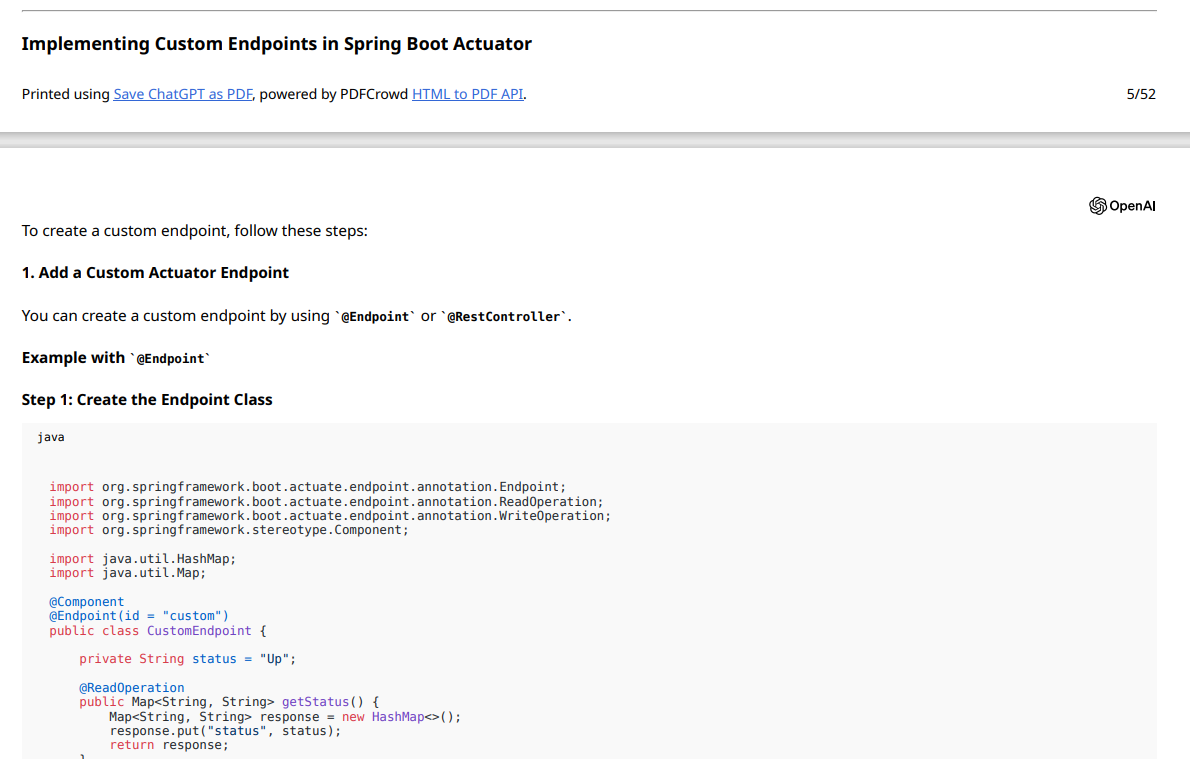 Implementing Custom Endpoints in Spring Boot Actuator
Printed using Save ChatGPT as PDF, powered by PDFCrowd HTML to PDF API.
5/52
OpenAI
To create a custom endpoint, follow these steps:
1. Add a Custom Actuator Endpoint
You can create a custom endpoint by using `@Endpoint` or `@RestController`.
Example with `@Endpoint`
Step 1: Create the Endpoint Class
java
import org.springframework.boot.actuate.endpoint.annotation.Endpoint;
import org.springframework.boot.actuate.endpoint.annotation.ReadOperation;
import org.springframework.boot.actuate.endpoint.annotation.WriteOperation;
import org.springframework.stereotype.Component;
import java.util.HashMap;
import java.util.Map;
@Component
@Endpoint(id = "custom")
public class CustomEndpoint {
private String status = "Up";
@ReadOperation
public Map<String, String> getStatus() {
Map<String, String> response = new HashMap<>();
response.put("status", status);
return response;
}